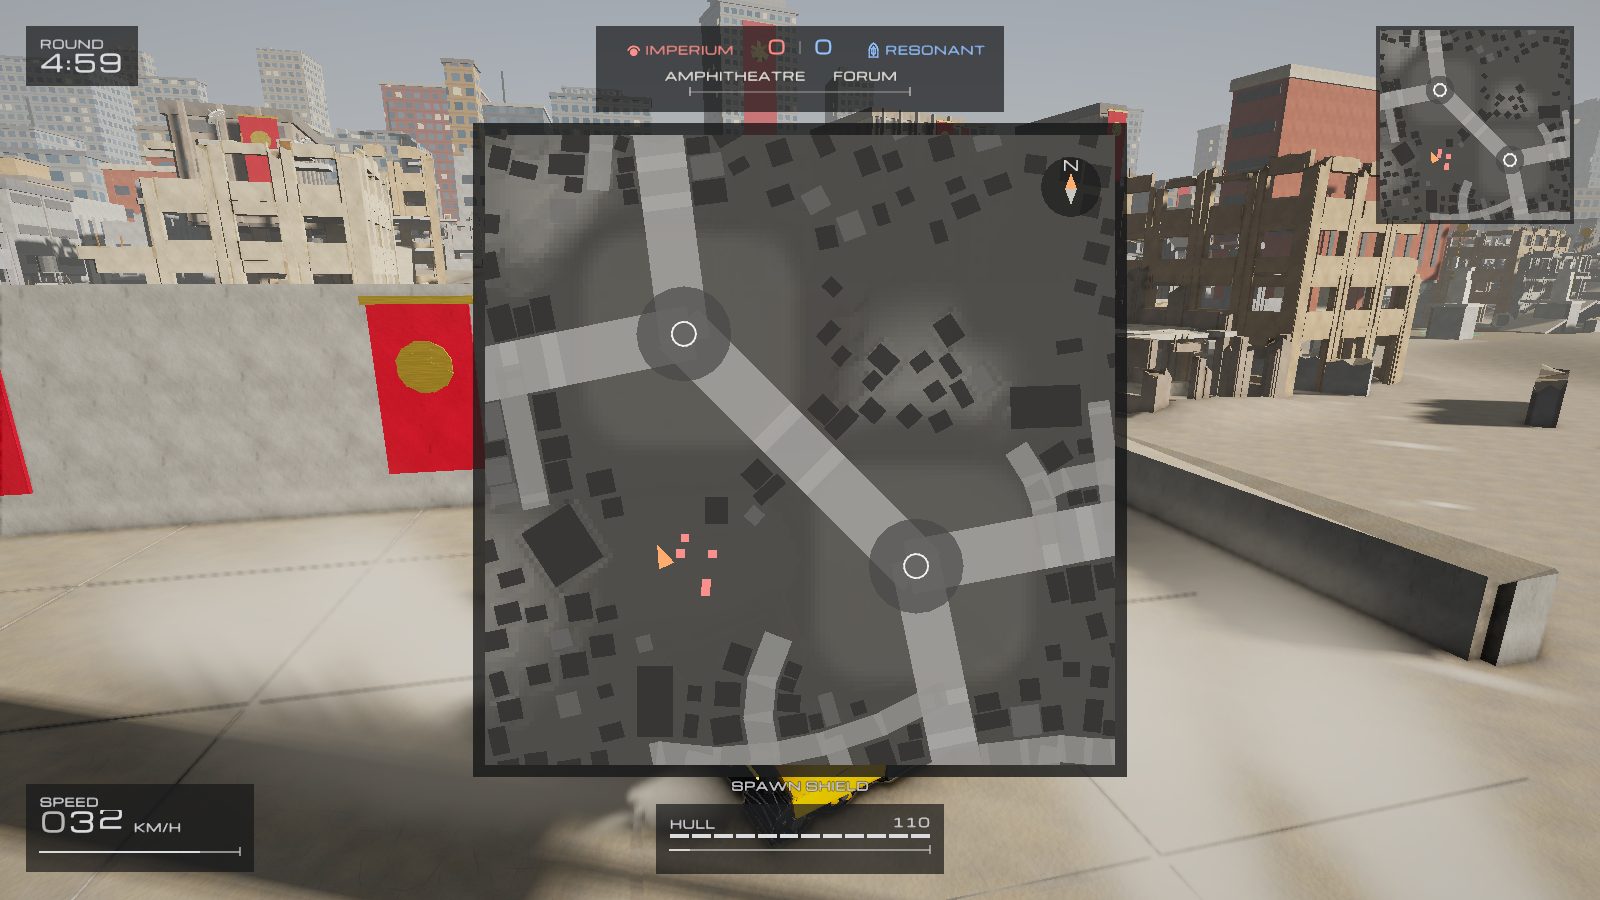 ROUND
4:59
IMPERIUM 0 | 0 RESONANT
AMPHITHEATRE FORUM
N
SPAWN SHIELD
HULL 110
SPEED
032 KM/H